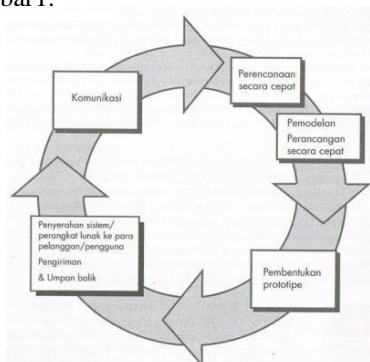 Komunikasi
Perencanaan
secara cepat
Pemodelan
Perancangan
secara cepat
Pembentukan
prototipe
Penyerahan sistem/
perangkat lunak ke para
pelanggan/pengguna
Pengiriman
& Umpan balik